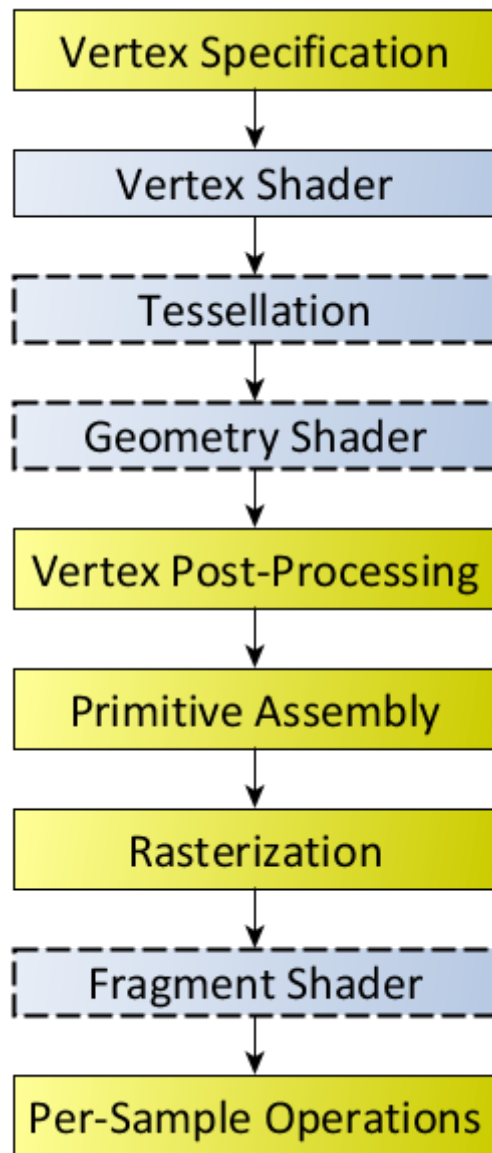 Vertex Specification
Vertex Shader
Tessellation
Geometry Shader
Vertex Post-Processing
Primitive Assembly
Rasterization
Fragment Shader
Per-Sample Operations